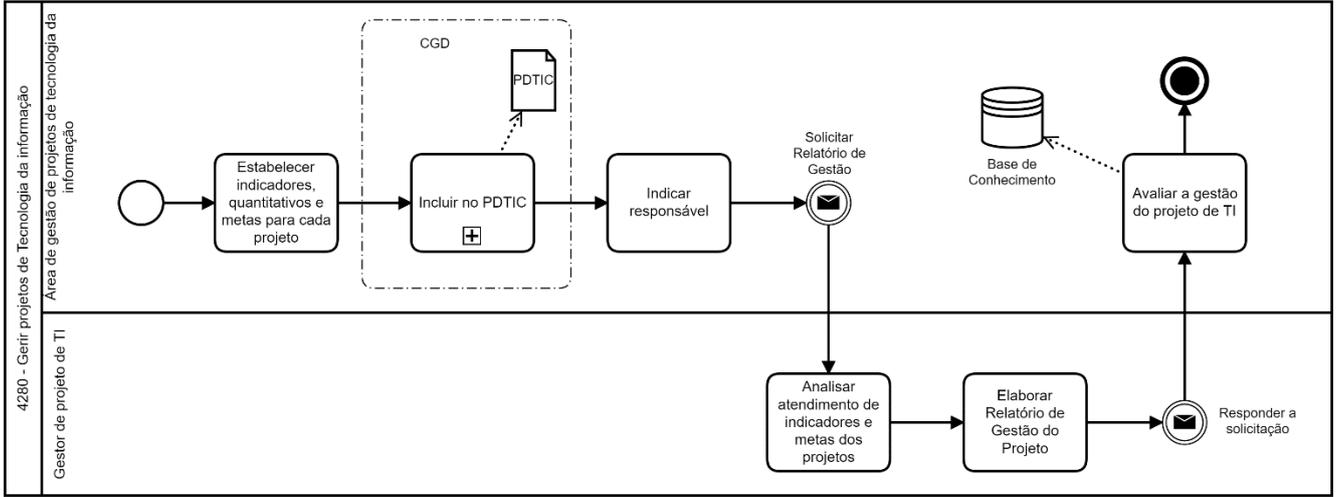 4280 - Gerir projetos de Tecnologia da informação
Área de gestão de projetos de tecnologia da
informação
CGD
PDTIC
Estabelecer
indicadores,
quantitativos e
metas para cada
projeto
Incluir no PDTIC
Indicar
responsável
Solicitar
Relatório de
Gestão
Base de
Conhecimento
Avaliar a gestão
do projeto de TI
Gestor de projeto de TI
Analisar
atendimento de
indicadores e
metas dos
projetos
Elaborar
Relatório de
Gestão do
Projeto
Responder a
solicitação